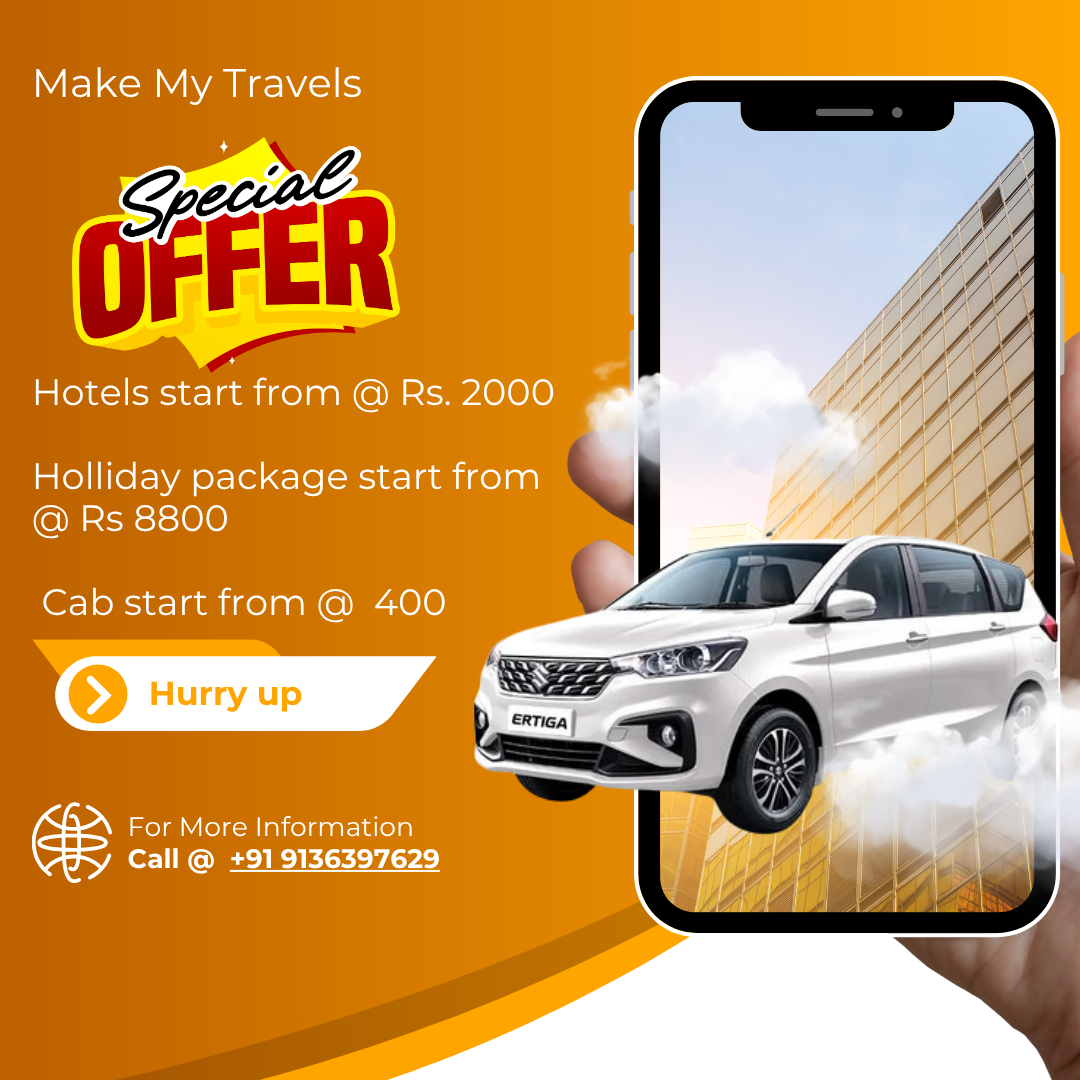 Make My Travels
Special
OFFER
Hotels start from @ Rs. 2000
Holliday package start from
@ Rs 8800
Cab start from @ 400
Hurry up
ERTIGA
For More Information
Call @ +91 9136397629